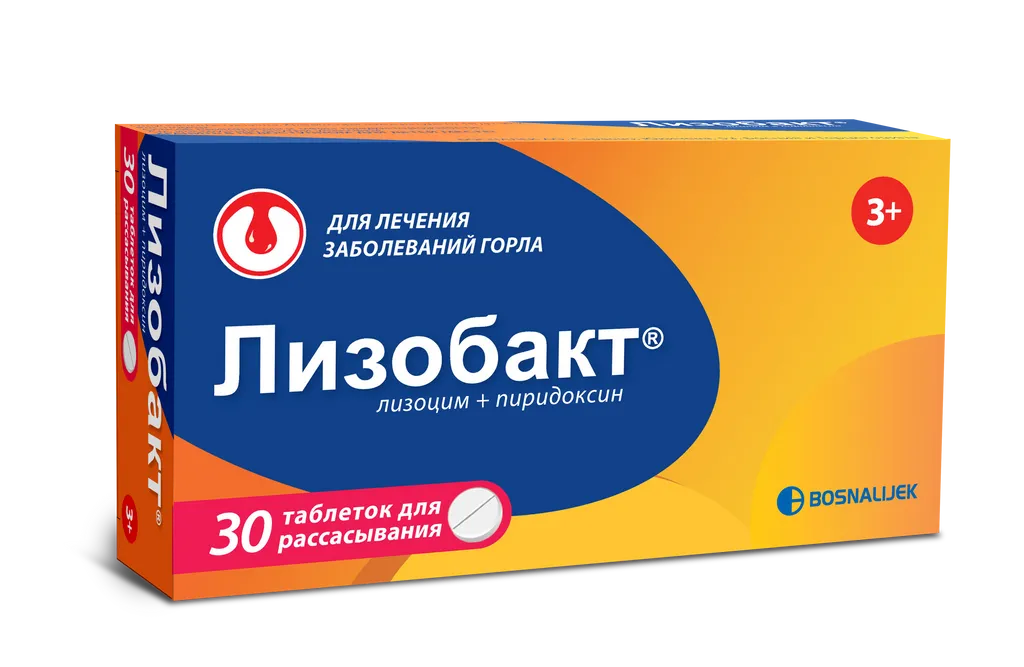 ДЛЯ ЛЕЧЕНИЯ
ЗАБОЛЕВАНИЙ ГОРЛА
3+
Лизобакт®
лизоцим + пиридоксин
30 таблеток для
рассасывания
BOSNALIJEK
Лизобакт®
лизоцим + пиридоксин
30 таблеток для
рассасывания
3+
Лизобакт®